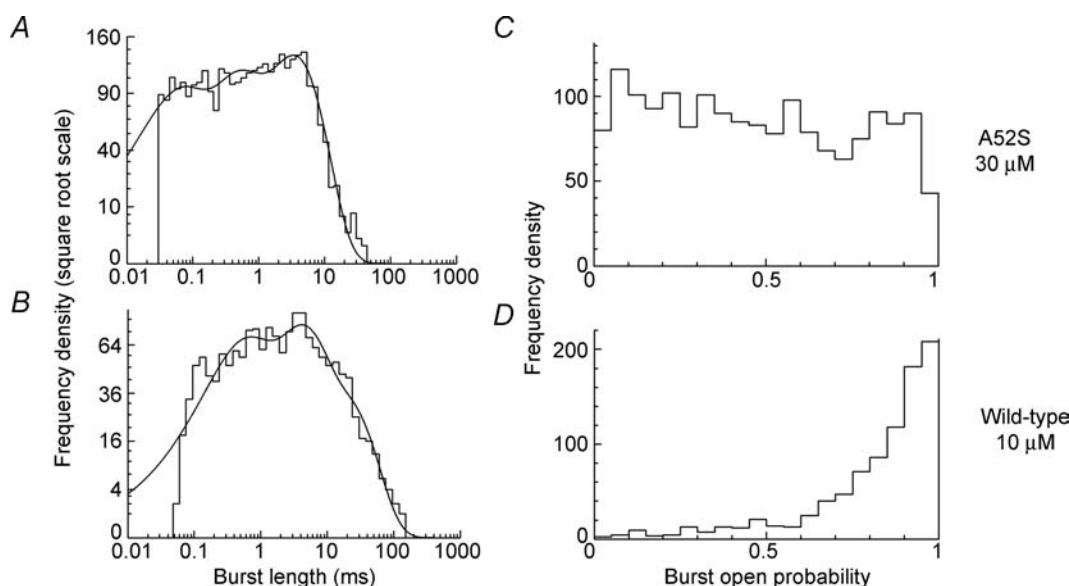 A
160
90
40
10
0
0.01 0.1 1 10 100 1000
B
64
36
16
4
0
0.01 0.1 1 10 100 1000
Frequency density (square root scale)
Burst length (ms)
C
100
50
0
0 0.5 1
A52S
30 µM
D
200
100
0
0 0.5 1
Frequency density
Burst open probability
Wild-type
10 µM